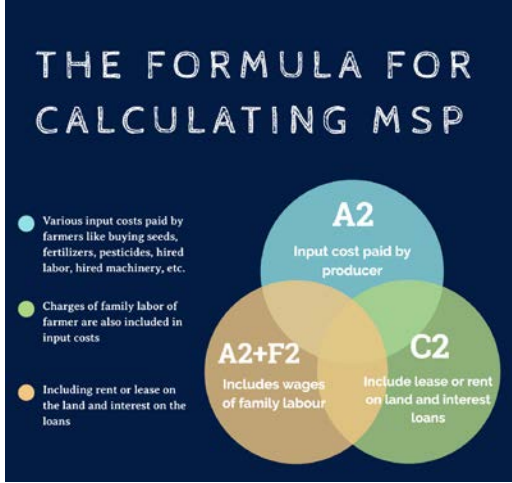 THE FORMULA FOR
CALCULATING MSP
Various input costs paid by
farmers like buying seeds,
fertilizers, pesticides, hired
labor, hired machinery, etc.
Charges of family labor of
farmer are also included in
input costs
Including rent or lease on
the land and interest on the
loans
A2
Input cost paid by
producer
A2+F2
Includes wages
of family labour
C2
Include lease or rent
on land and interest
loans